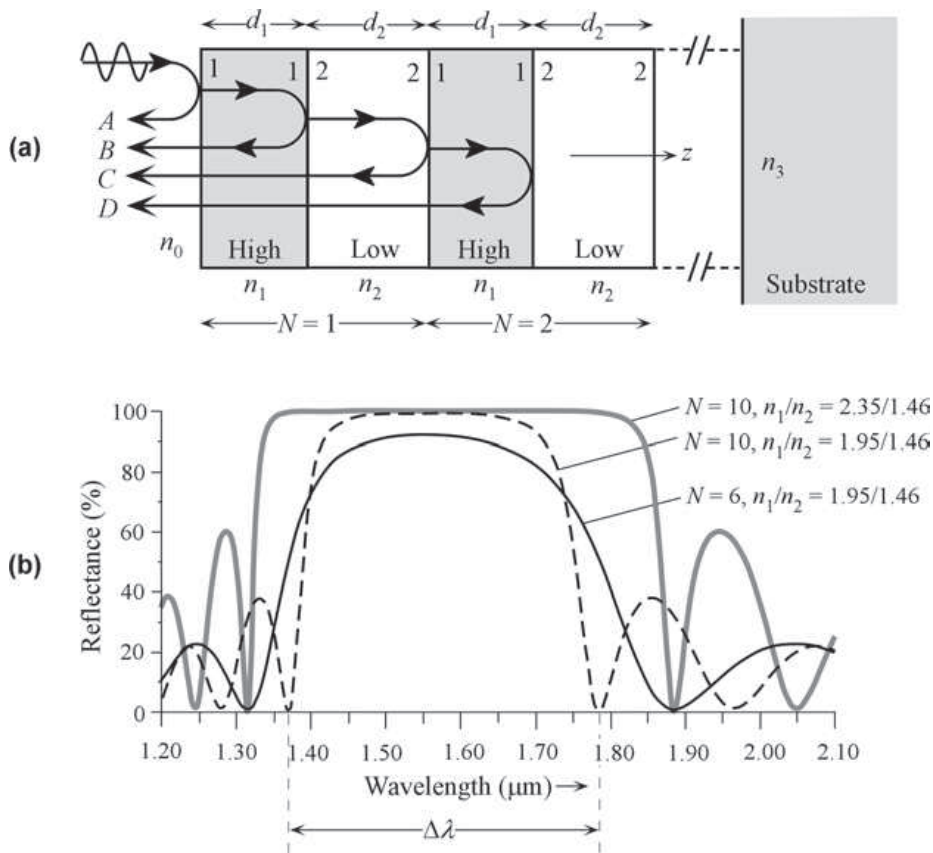 d₁ d₂ d₁ d₂
1 1 2 2 1 1 2 2
A
(a)
B
z
n₃
C
D
n₀
High Low High Low
Substrate
n₁ n₂ n₁ n₂
N = 1 N = 2
100
N = 10, n₁/n₂ = 2.35/1.46
N = 10, n₁/n₂ = 1.95/1.46
80
N = 6, n₁/n₂ = 1.95/1.46
60
(b)
Reflectance (%)
40
20
0
1.20 1.30 1.40 1.50 1.60 1.70 1.80 1.90 2.00 2.10
Wavelength (μm)→
Δλ